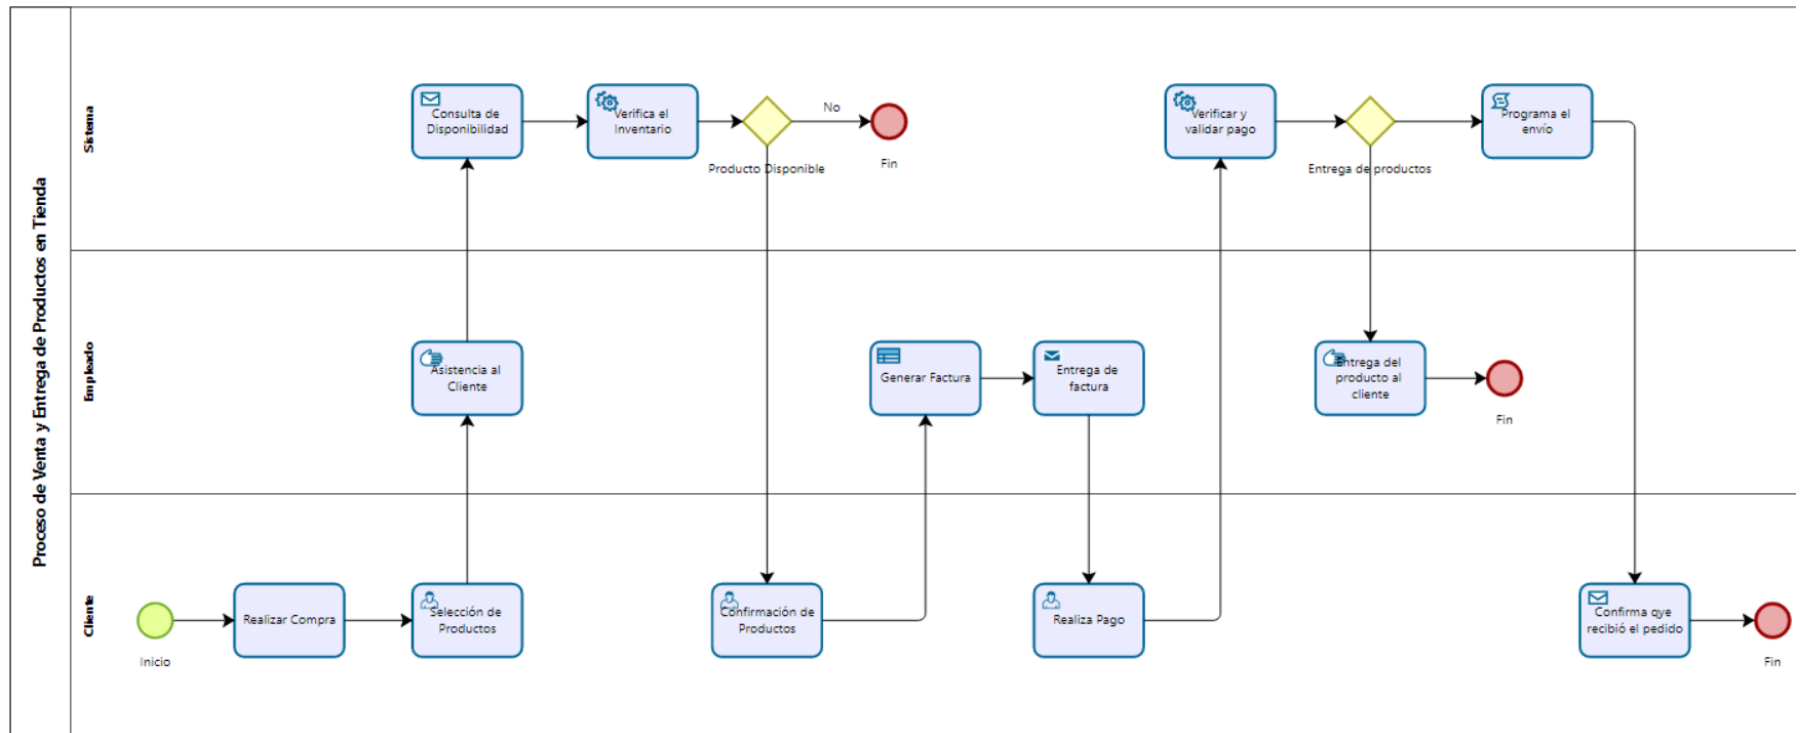 Proceso de Venta y Entrega de Productos en Tienda
Sistema
Consulta de
Disponibilidad
Verifica el
Inventario
Producto Disponible
No
Fin
Verificar y
validar pago
Entrega de productos
Programa el
envío
Empleado
Asistencia al
Cliente
Generar Factura
Entrega de
factura
Entrega del
producto al
cliente
Fin
Cliente
Inicio
Realizar Compra
Selección de
Productos
Confirmación de
Productos
Realiza Pago
Confirma qye
recibió el pedido
Fin